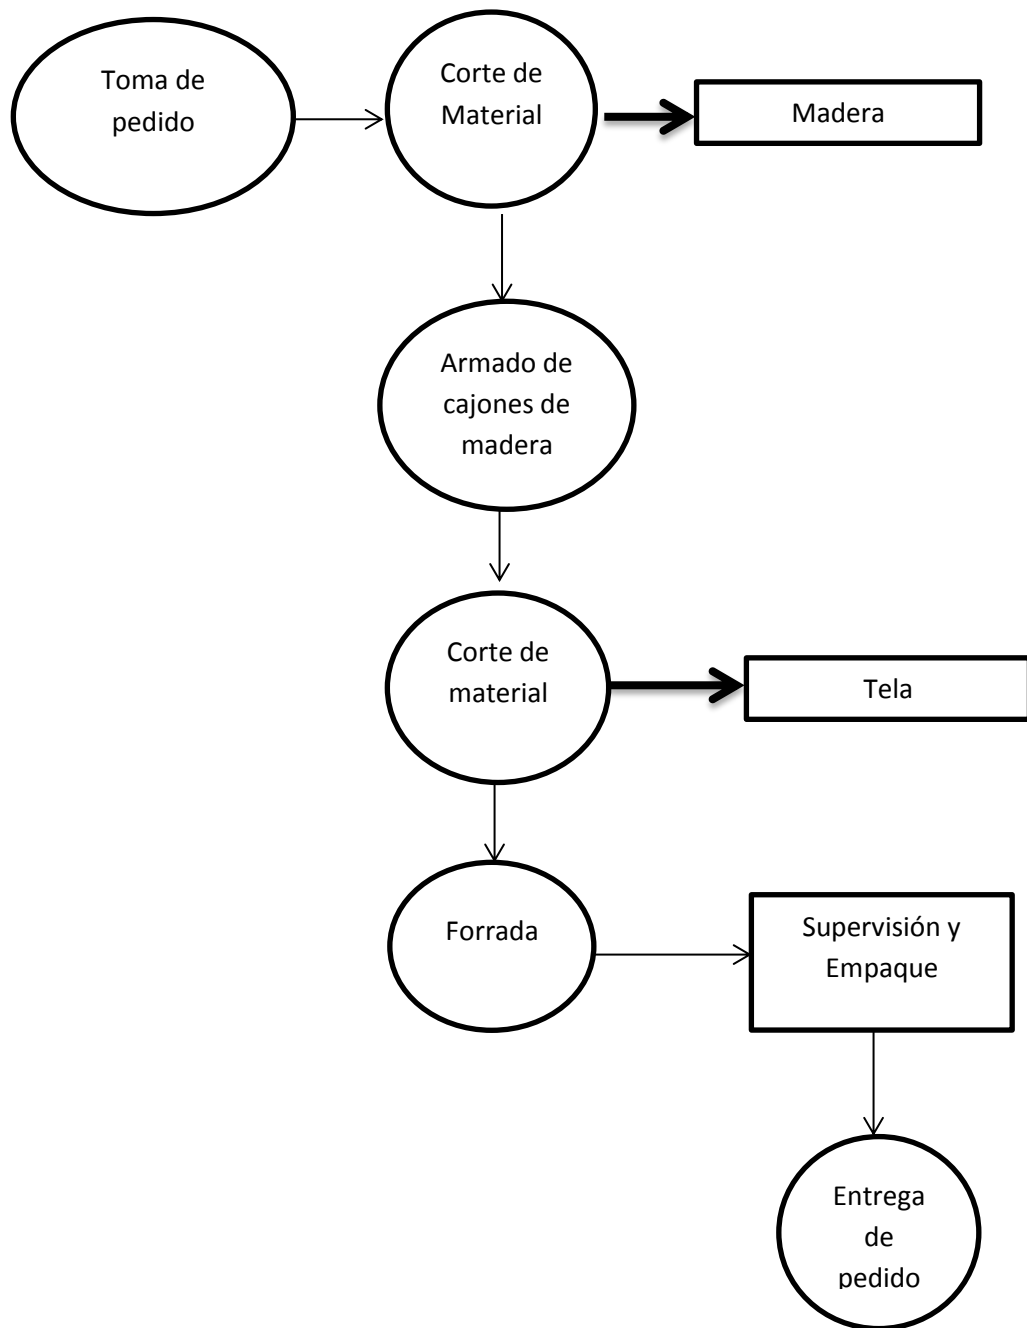 Toma de
pedido
Corte de
Material
Madera
Armado de
cajones de
madera
Corte de
material
Tela
Forrada
Supervisión y
Empaque
Entrega
de
pedido